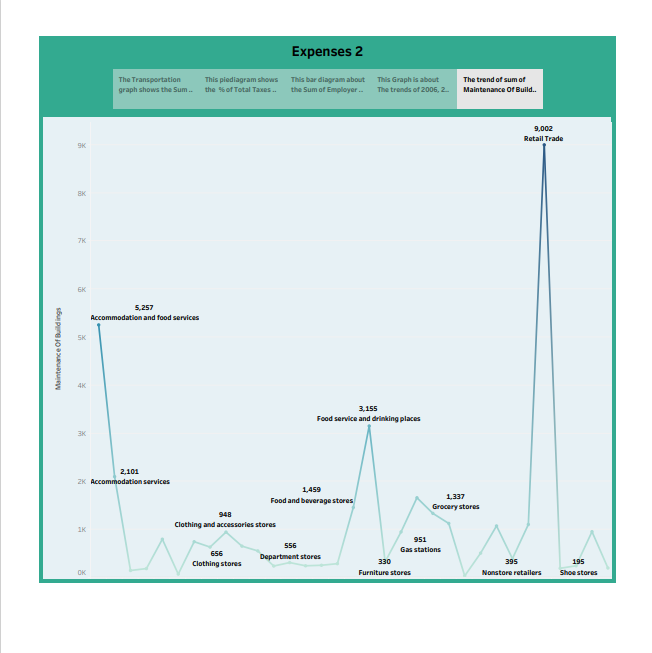 Expenses 2
The Transportation
graph shows the Sum ..
This piediagram shows
the % of Total Taxes ..
This bar diagram about
the Sum of Employer ..
This Graph is about
The trends of 2006, 2..
The trend of sum of
Maintenance Of Build..
9,002
Retail Trade
9K
8K
7K
6K
5,257
Accommodation and food services
5K
Maintenance Of Buildings
4K
3,155
Food service and drinking places
3K
2,101
Accommodation services
2K
1,459
Food and beverage stores
1,337
Grocery stores
948
Clothing and accessories stores
1K
951
Gas stations
656
Clothing stores
556
Department stores
330
Furniture stores
395
Nonstore retailers
195
Shoe stores
0K